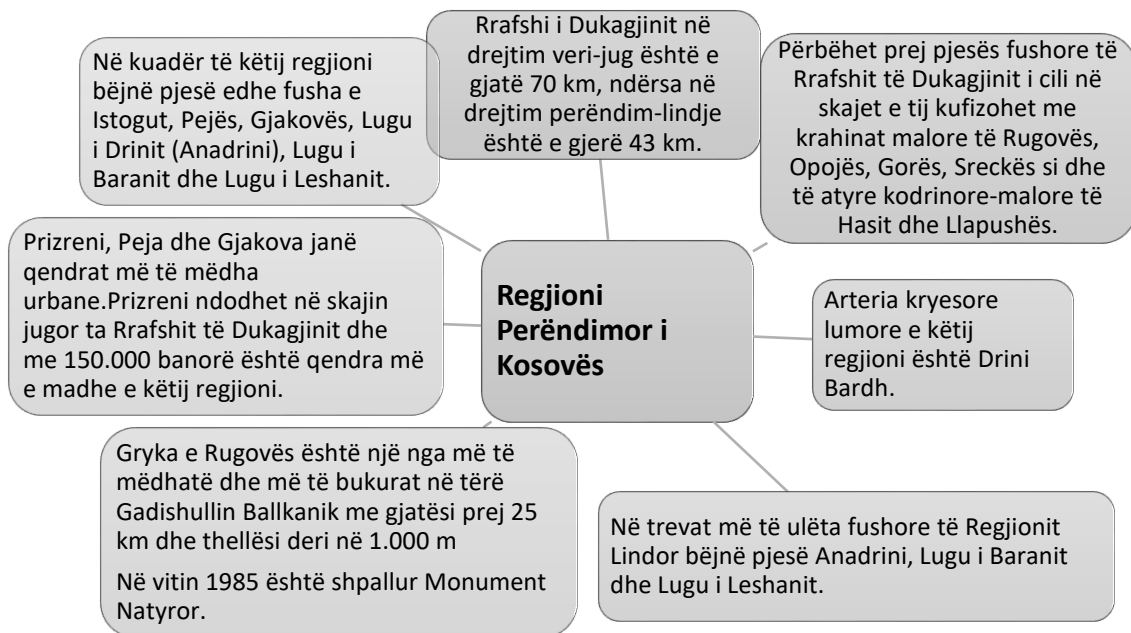 Rrafshi i Dukagjinit në
drejtim veri-jug është e
gjatë 70 km, ndërsa në
drejtim perëndim-lindje
është e gjerë 43 km.
Në kuadër të këtij regjioni
bëjnë pjesë edhe fusha e
Istogut, Pejës, Gjakovës, Lugu
i Drinit (Anadrini), Lugu i
Baranit dhe Lugu i Leshanit.
Përbëhet prej pjesës fushore të
Rrafshit të Dukagjinit i cili në
skajet e tij kufizohet me
krahinat malore të Rugovës,
Opojës, Gorës, Sreckës si dhe
të atyre kodrinore-malore të
Hasit dhe Llapushës.
Prizreni, Peja dhe Gjakova janë
qendrat më të mëdha
urbane.Prizreni ndodhet në skajin
jugor ta Rrafshit të Dukagjinit dhe
me 150.000 banorë është qendra më
e madhe e këtij regjioni.
Regjioni
Perëndimor i
Kosovës
Arteria kryesore
lumore e këtij
regjioni është Drini
Bardh.
Gryka e Rugovës është një nga më të
mëdhatë dhe më të bukurat në tërë
Gadishullin Ballkanik me gjatësi prej 25
km dhe thellësi deri në 1.000 m
Në vitin 1985 është shpallur Monument
Natyror.
Në trevat më të ulëta fushore të Regjionit
Lindor bëjnë pjesë Anadrini, Lugu i Baranit
dhe Lugu i Leshanit.